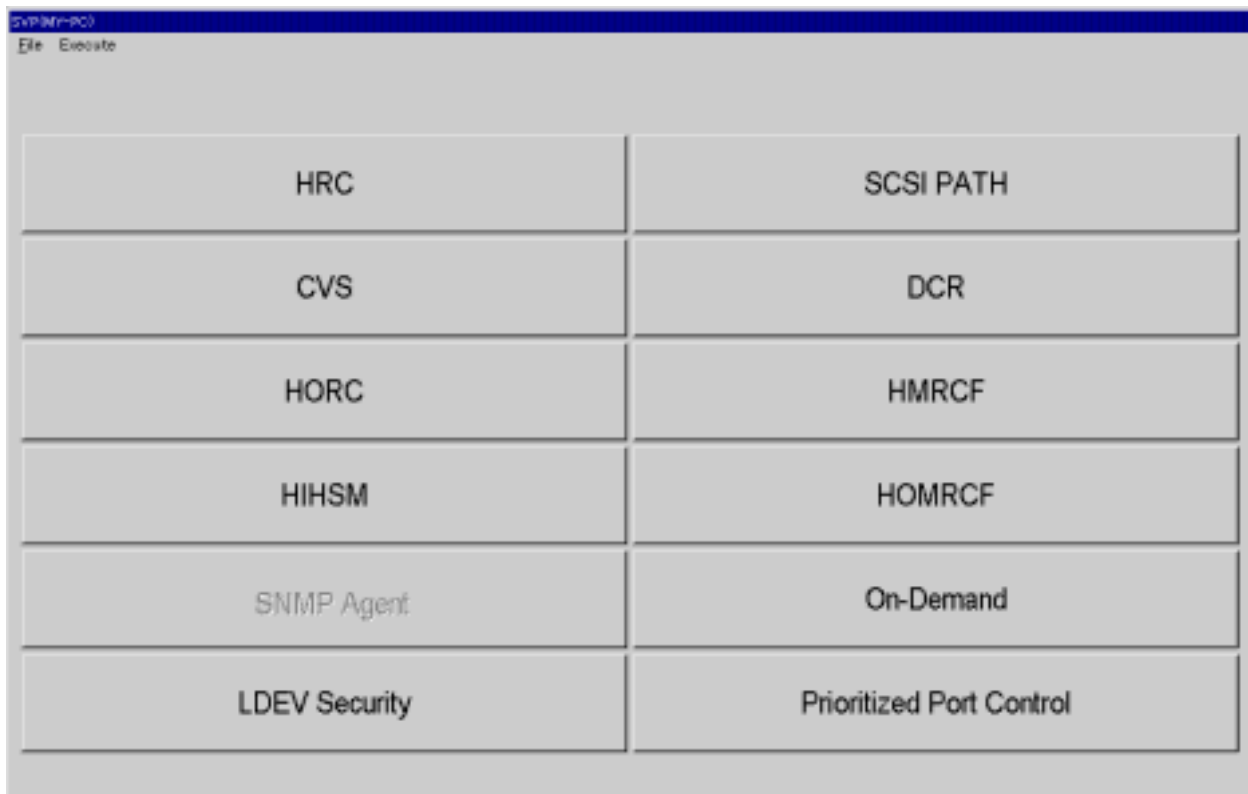 SVP(MY-PC)
File Execute
HRC SCSI PATH
CVS DCR
HORC HMRCF
HIHSM HOMRCF
SNMP Agent On-Demand
LDEV Security Prioritized Port Control